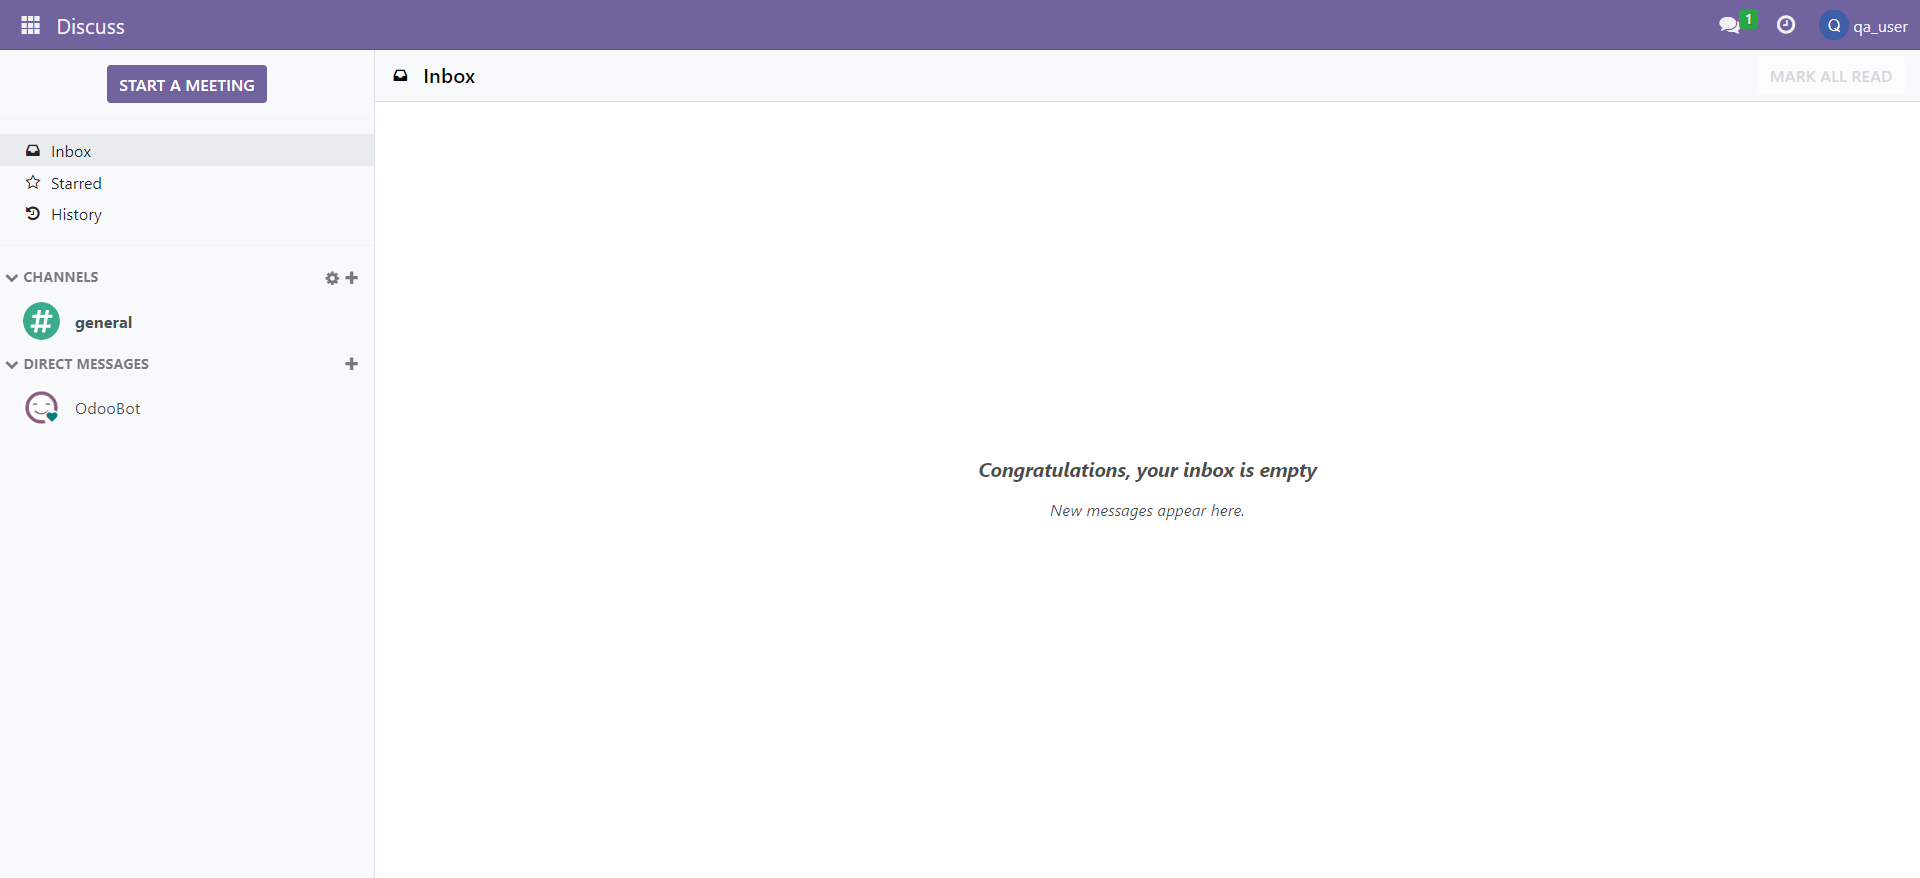 Discuss
1
Q qa_user
START A MEETING
Inbox
MARK ALL READ
Inbox
Starred
History
CHANNELS
general
DIRECT MESSAGES
OdooBot
Congratulations, your inbox is empty
New messages appear here.